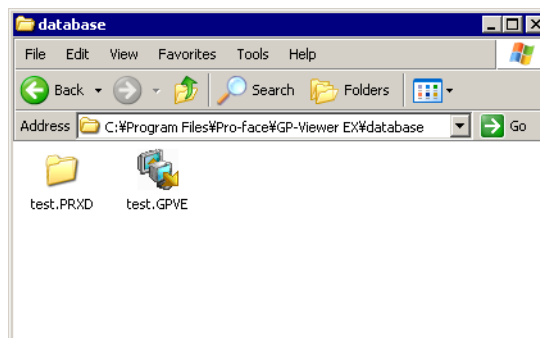 database
File Edit View Favorites Tools Help
Back Search Folders
Address C:¥Program Files¥Pro-face¥GP-Viewer EX¥database Go
test.PRXD test.GPVE